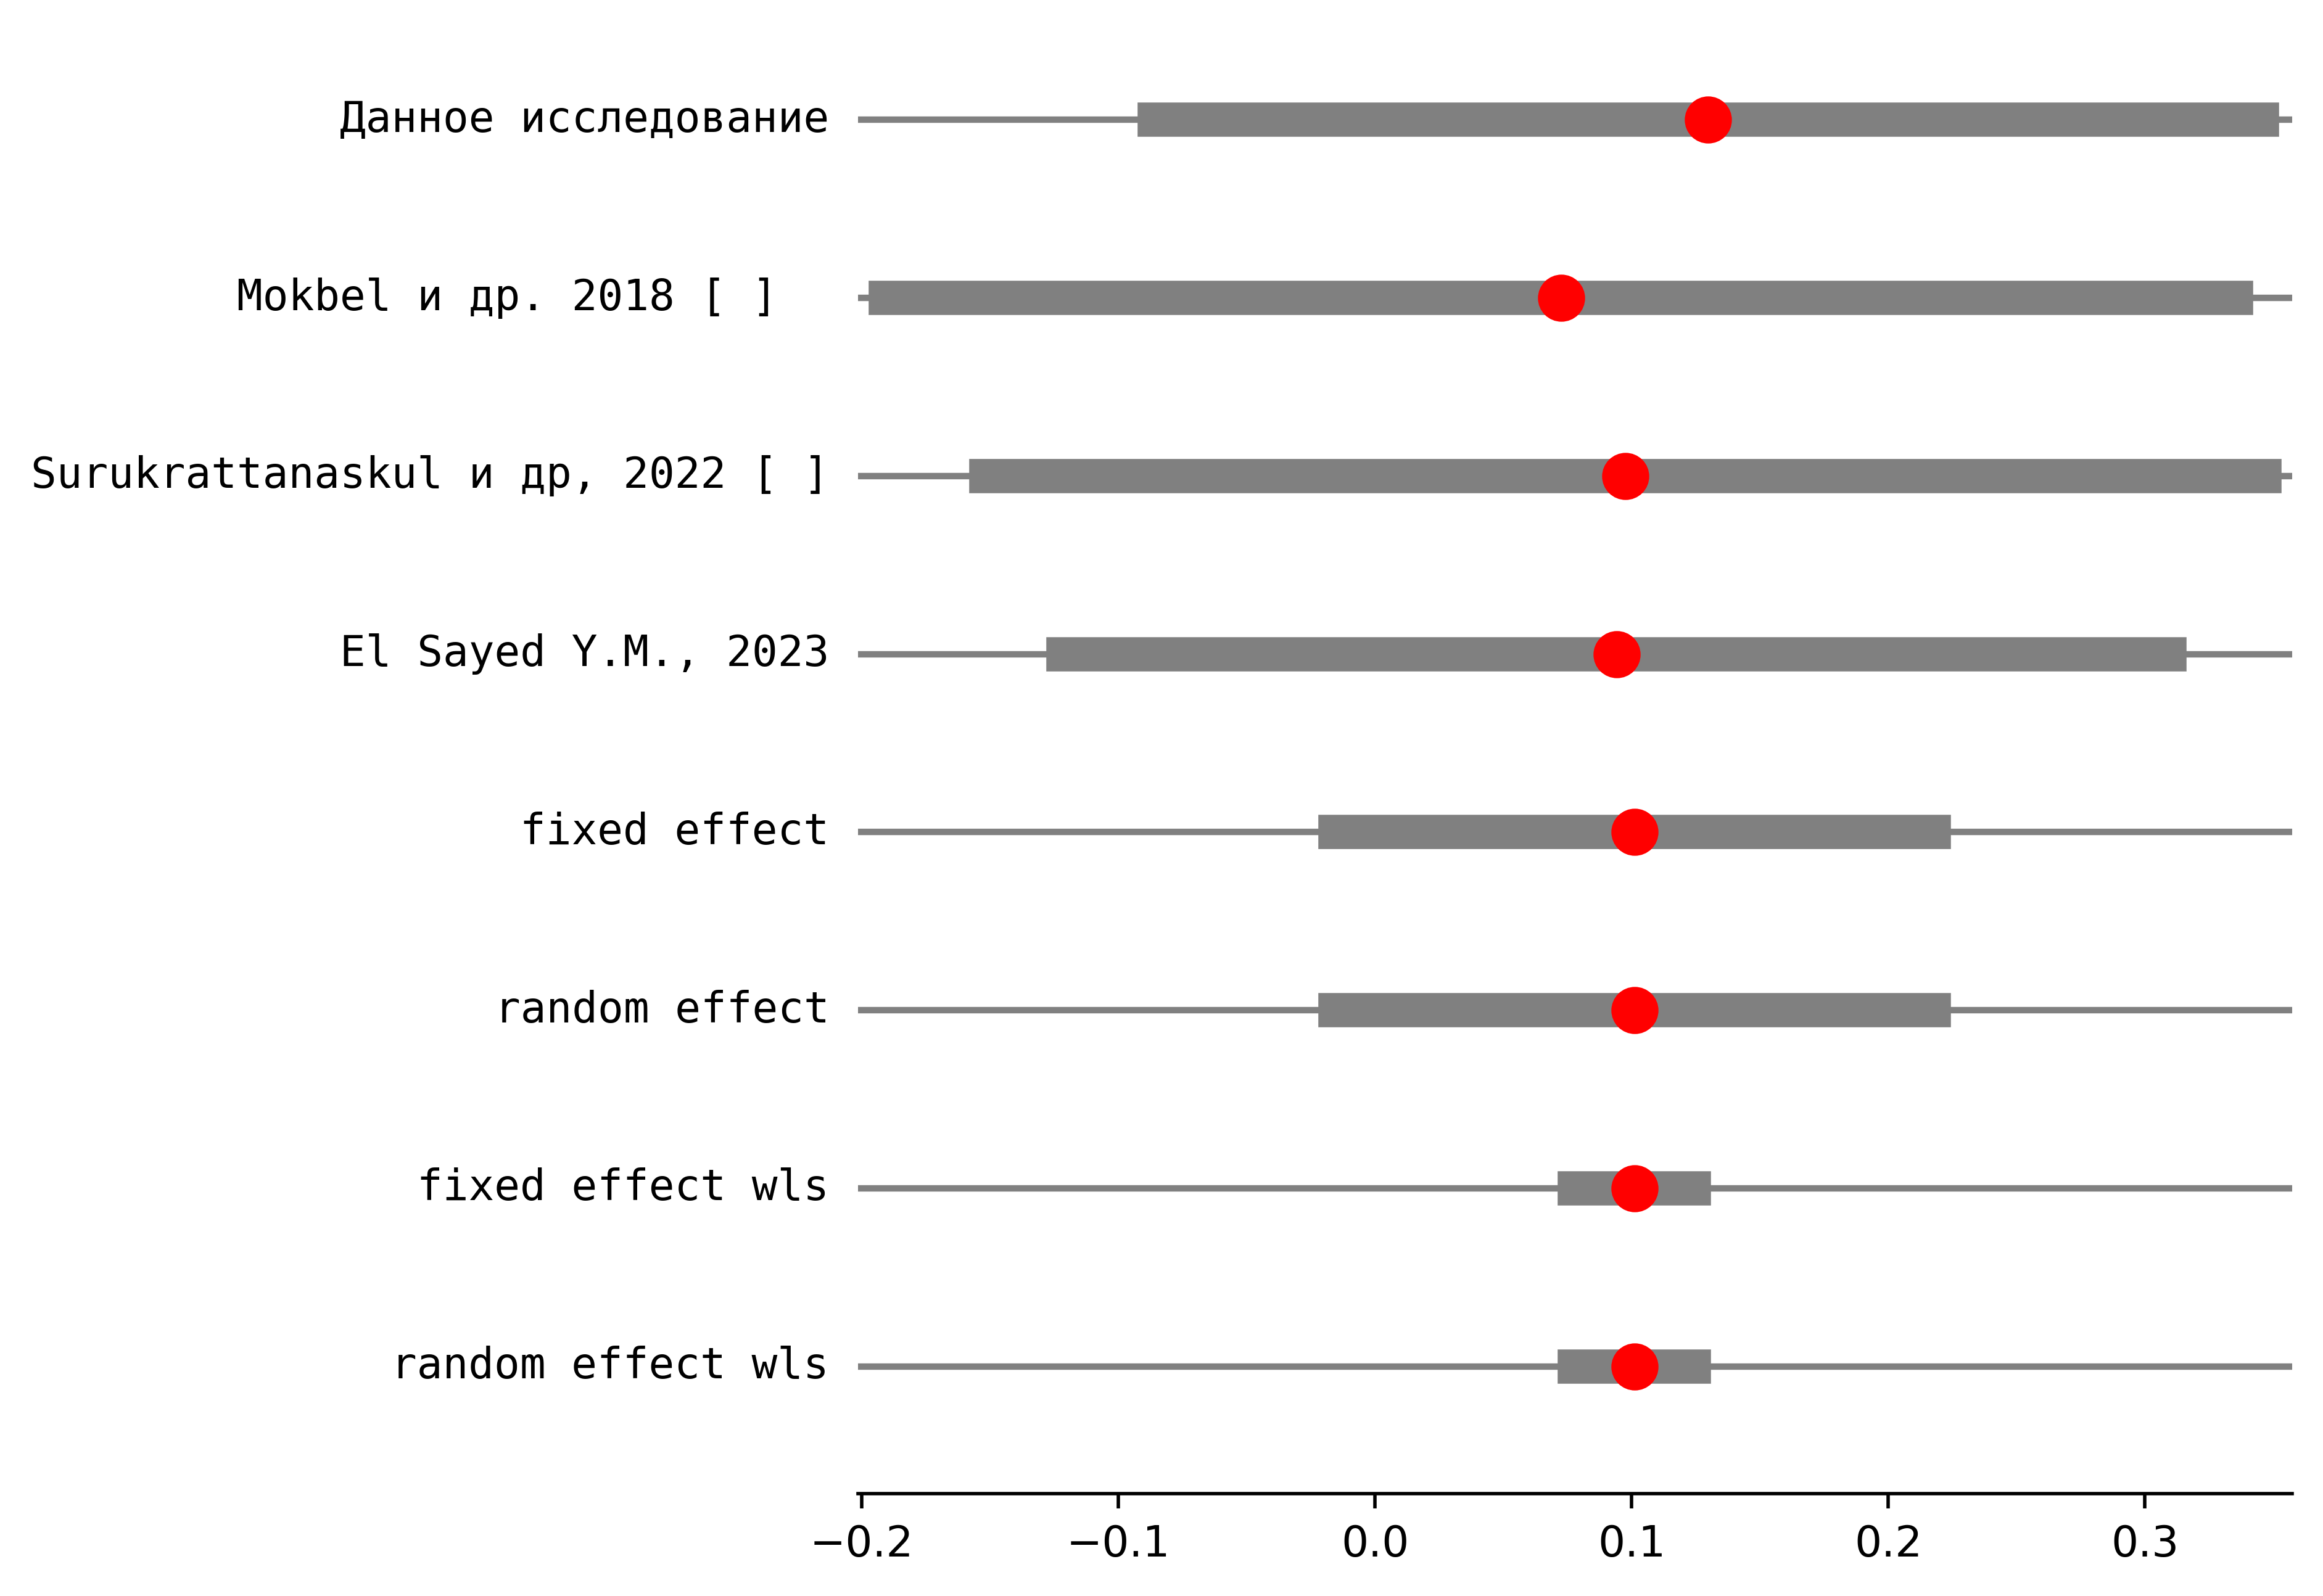 Данное исследование
Mokbel и др. 2018 [ ]
Surukrattanaskul и др, 2022 [ ]
El Sayed Y.M., 2023
fixed effect
random effect
fixed effect wls
random effect wls
−0.2 −0.1 0.0 0.1 0.2 0.3